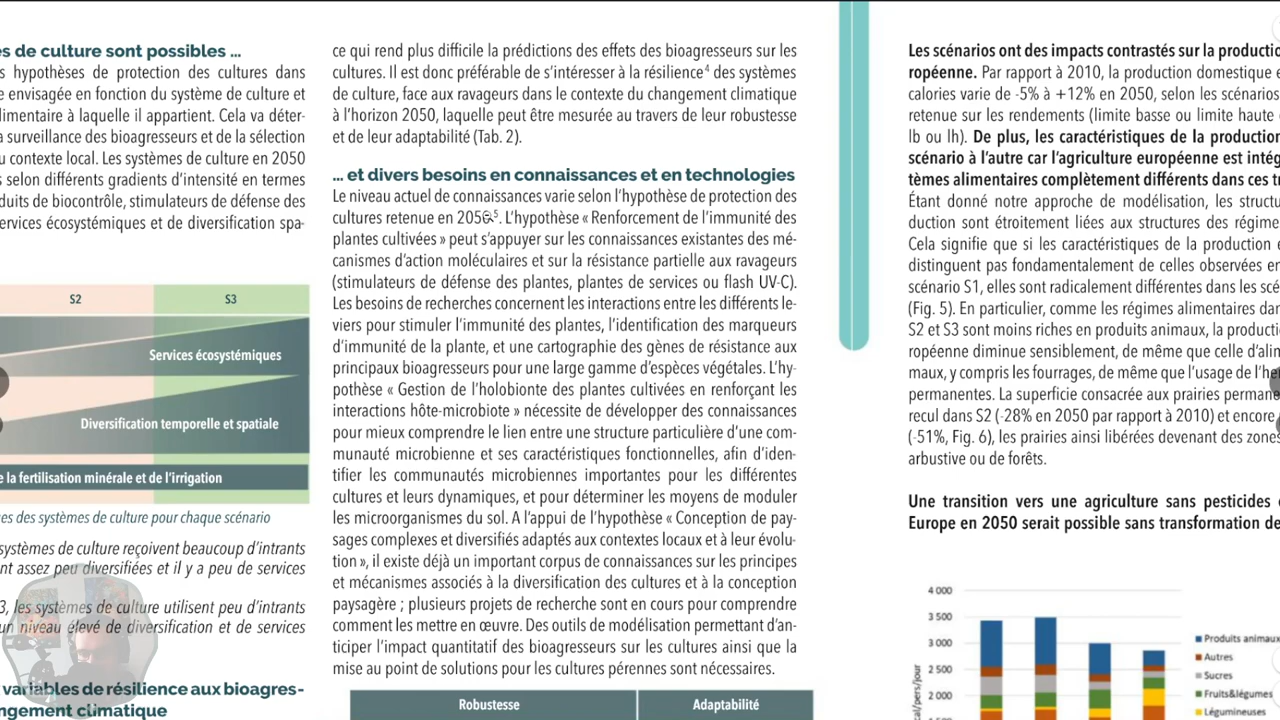 es de culture sont possibles ...
s hypothèses de protection des cultures dans
e envisagée en fonction du système de culture et
limentaire à laquelle il appartient. Cela va déter-
a surveillance des bioagresseurs et de la sélection
u contexte local. Les systèmes de culture en 2050
s selon différents gradients d'intensité en termes
duits de biocontrôle, stimulateurs de défense des
ervices écosystémiques et de diversification spa-
S2
S3
Services écosystémiques
Diversification temporelle et spatiale
e la fertilisation minérale et de l'irrigation
ues des systèmes de culture pour chaque scénario
systèmes de culture reçoivent beaucoup d'intrants
nt assez peu diversifiées et il y a peu de services
3, les systèmes de culture utilisent peu d'intrants
un niveau élevé de diversification et de services
variables de résilience aux bioagres-
ngement climatique
ce qui rend plus difficile la prédictions des effets des bioagresseurs sur les
cultures. Il est donc préférable de s'intéresser à la résilience4 des systèmes
de culture, face aux ravageurs dans le contexte du changement climatique
à l'horizon 2050, laquelle peut être mesurée au travers de leur robustesse
et de leur adaptabilité (Tab. 2).
... et divers besoins en connaissances et en technologies
Le niveau actuel de connaissances varie selon l'hypothèse de protection des
cultures retenue en 20505. L'hypothèse « Renforcement de l'immunité des
plantes cultivées » peut s'appuyer sur les connaissances existantes des mé-
canismes d'action moléculaires et sur la résistance partielle aux ravageurs
(stimulateurs de défense des plantes, plantes de services ou flash UV-C).
Les besoins de recherches concernent les interactions entre les différents le-
viers pour stimuler l'immunité des plantes, l'identification des marqueurs
d'immunité de la plante, et une cartographie des gènes de résistance aux
principaux bioagresseurs pour une large gamme d'espèces végétales. L'hy-
pothèse « Gestion de l'holobionte des plantes cultivées en renforçant les
interactions hôte-microbiote » nécessite de développer des connaissances
pour mieux comprendre le lien entre une structure particulière d'une com-
munauté microbienne et ses caractéristiques fonctionnelles, afin d'iden-
tifier les communautés microbiennes importantes pour les différentes
cultures et leurs dynamiques, et pour déterminer les moyens de moduler
les microorganismes du sol. A l'appui de l'hypothèse « Conception de pay-
sages complexes et diversifiés adaptés aux contextes locaux et à leur évolu-
tion », il existe déjà un important corpus de connaissances sur les principes
et mécanismes associés à la diversification des cultures et à la conception
paysagère ; plusieurs projets de recherche sont en cours pour comprendre
comment les mettre en œuvre. Des outils de modélisation permettant d'an-
ticiper l'impact quantitatif des bioagresseurs sur les cultures ainsi que la
mise au point de solutions pour les cultures pérennes sont nécessaires.
Robustesse
Adaptabilité
Les scénarios ont des impacts contrastés sur la productio
ropéenne. Par rapport à 2010, la production domestique e
calories varie de -5% à +12% en 2050, selon les scénarios
retenue sur les rendements (limite basse ou limite haute
lb ou lh). De plus, les caractéristiques de la production
scénario à l'autre car l'agriculture européenne est intég
tèmes alimentaires complètement différents dans ces tr
Étant donné notre approche de modélisation, les structu
duction sont étroitement liées aux structures des régime
Cela signifie que si les caractéristiques de la production e
distinguent pas fondamentalement de celles observées en
scénario S1, elles sont radicalement différentes dans les scé
(Fig. 5). En particulier, comme les régimes alimentaires dan
S2 et S3 sont moins riches en produits animaux, la producti
ropéenne diminue sensiblement, de même que celle d'alim
maux, y compris les fourrages, de même que l'usage de l'her
permanentes. La superficie consacrée aux prairies permane
recul dans S2 (-28% en 2050 par rapport à 2010) et encore
(-51%, Fig. 6), les prairies ainsi libérées devenant des zones
arbustive ou de forêts.
Une transition vers une agriculture sans pesticides
Europe en 2050 serait possible sans transformation de
4 000
3 500
3 000
2 500
2 000
Produits animaux
Autres
Sucres
Fruits&légumes
Légumineuses
cal/pers/jour